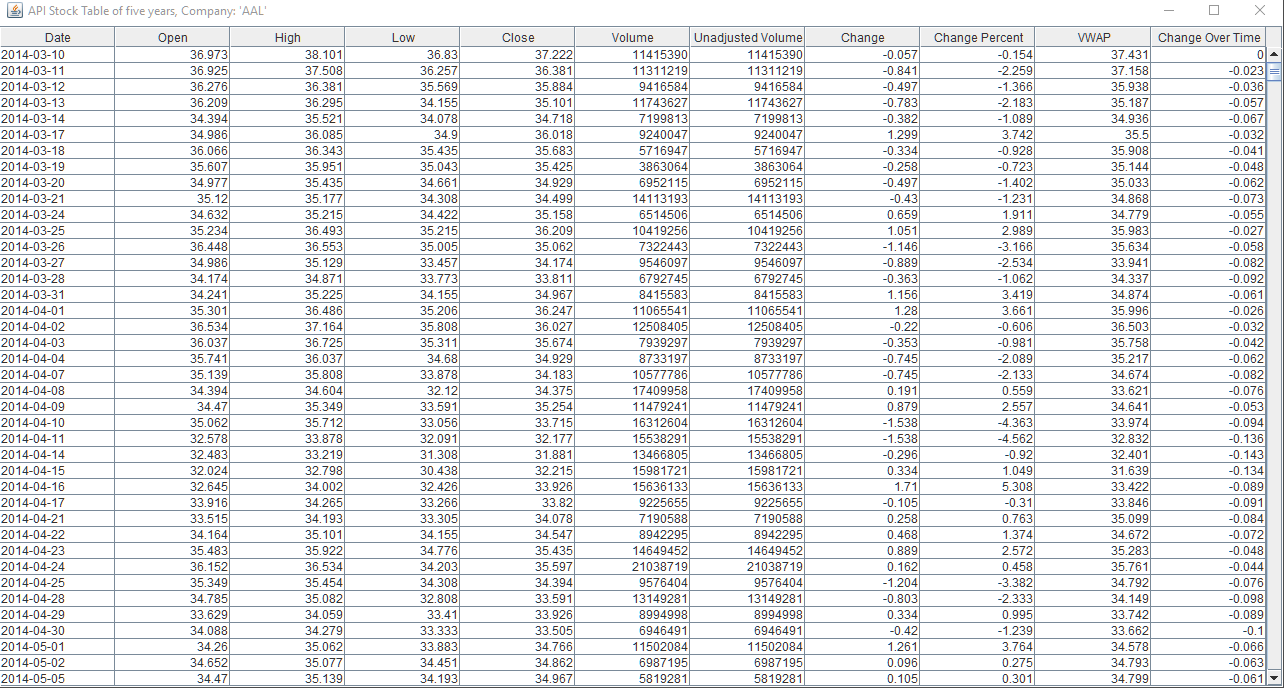 API Stock Table of five years, Company: 'AAL'
Date Open High Low Close Volume Unadjusted Volume Change Change Percent VWAP Change Over Time
2014-03-10 36.973 38.101 36.83 37.222 11415390 11415390 -0.057 -0.154 37.431 0
2014-03-11 36.925 37.508 36.257 36.381 11311219 11311219 -0.841 -2.259 37.158 -0.023
2014-03-12 36.276 36.381 35.569 35.884 9416584 9416584 -0.497 -1.366 35.938 -0.036
2014-03-13 36.209 36.295 34.155 35.101 11743627 11743627 -0.783 -2.183 35.187 -0.057
2014-03-14 34.394 35.521 34.078 34.718 7199813 7199813 -0.382 -1.089 34.936 -0.067
2014-03-17 34.986 36.085 34.9 36.018 9240047 9240047 1.299 3.742 35.5 -0.032
2014-03-18 36.066 36.343 35.435 35.683 5716947 5716947 -0.334 -0.928 35.908 -0.041
2014-03-19 35.607 35.951 35.043 35.425 3863064 3863064 -0.258 -0.723 35.144 -0.048
2014-03-20 34.977 35.435 34.661 34.929 6952115 6952115 -0.497 -1.402 35.033 -0.062
2014-03-21 35.12 35.177 34.308 34.499 14113193 14113193 -0.43 -1.231 34.868 -0.073
2014-03-24 34.632 35.215 34.422 35.158 6514506 6514506 0.659 1.911 34.779 -0.055
2014-03-25 35.234 36.493 35.215 36.209 10419256 10419256 1.051 2.989 35.983 -0.027
2014-03-26 36.448 36.553 35.005 35.062 7322443 7322443 -1.146 -3.166 35.634 -0.058
2014-03-27 34.986 35.129 33.457 34.174 9546097 9546097 -0.889 -2.534 33.941 -0.082
2014-03-28 34.174 34.871 33.773 33.811 6792745 6792745 -0.363 -1.062 34.337 -0.092
2014-03-31 34.241 35.225 34.155 34.967 8415583 8415583 1.156 3.419 34.874 -0.061
2014-04-01 35.301 36.486 35.206 36.247 11065541 11065541 1.28 3.661 35.996 -0.026
2014-04-02 36.534 37.164 35.808 36.027 12508405 12508405 -0.22 -0.606 36.503 -0.032
2014-04-03 36.037 36.725 35.311 35.674 7939297 7939297 -0.353 -0.981 35.758 -0.042
2014-04-04 35.741 36.037 34.68 34.929 8733197 8733197 -0.745 -2.089 35.217 -0.062
2014-04-07 35.139 35.808 33.878 34.183 10577786 10577786 -0.745 -2.133 34.674 -0.082
2014-04-08 34.394 34.604 32.12 34.375 17409958 17409958 0.191 0.559 33.621 -0.076
2014-04-09 34.47 35.349 33.591 35.254 11479241 11479241 0.879 2.557 34.641 -0.053
2014-04-10 35.062 35.712 33.056 33.715 16312604 16312604 -1.538 -4.363 33.974 -0.094
2014-04-11 32.578 33.878 32.091 32.177 15538291 15538291 -1.538 -4.562 32.832 -0.136
2014-04-14 32.483 33.219 31.308 31.881 13466805 13466805 -0.296 -0.92 32.401 -0.143
2014-04-15 32.024 32.798 30.438 32.215 15981721 15981721 0.334 1.049 31.639 -0.134
2014-04-16 32.645 34.002 32.426 33.926 15636133 15636133 1.71 5.308 33.422 -0.089
2014-04-17 33.916 34.265 33.266 33.82 9225655 9225655 -0.105 -0.31 33.846 -0.091
2014-04-21 33.515 34.193 33.305 34.078 7190588 7190588 0.258 0.763 35.099 -0.084
2014-04-22 34.164 35.101 34.155 34.547 8942295 8942295 0.468 1.374 34.672 -0.072
2014-04-23 35.483 35.922 34.776 35.435 14649452 14649452 0.889 2.572 35.283 -0.048
2014-04-24 36.152 36.534 34.203 35.597 21038719 21038719 0.162 0.458 35.761 -0.044
2014-04-25 35.349 35.454 34.308 34.394 9576404 9576404 -1.204 -3.382 34.792 -0.076
2014-04-28 34.785 35.082 32.808 33.591 13149281 13149281 -0.803 -2.333 34.149 -0.098
2014-04-29 33.629 34.059 33.41 33.926 8994998 8994998 0.334 0.995 33.742 -0.089
2014-04-30 34.088 34.279 33.333 33.505 6946491 6946491 -0.42 -1.239 33.662 -0.1
2014-05-01 34.26 35.062 33.883 34.766 11502084 11502084 1.261 3.764 34.578 -0.066
2014-05-02 34.652 35.077 34.451 34.862 6987195 6987195 0.096 0.275 34.793 -0.063
2014-05-05 34.47 35.139 34.193 34.967 5819281 5819281 0.105 0.301 34.799 -0.061